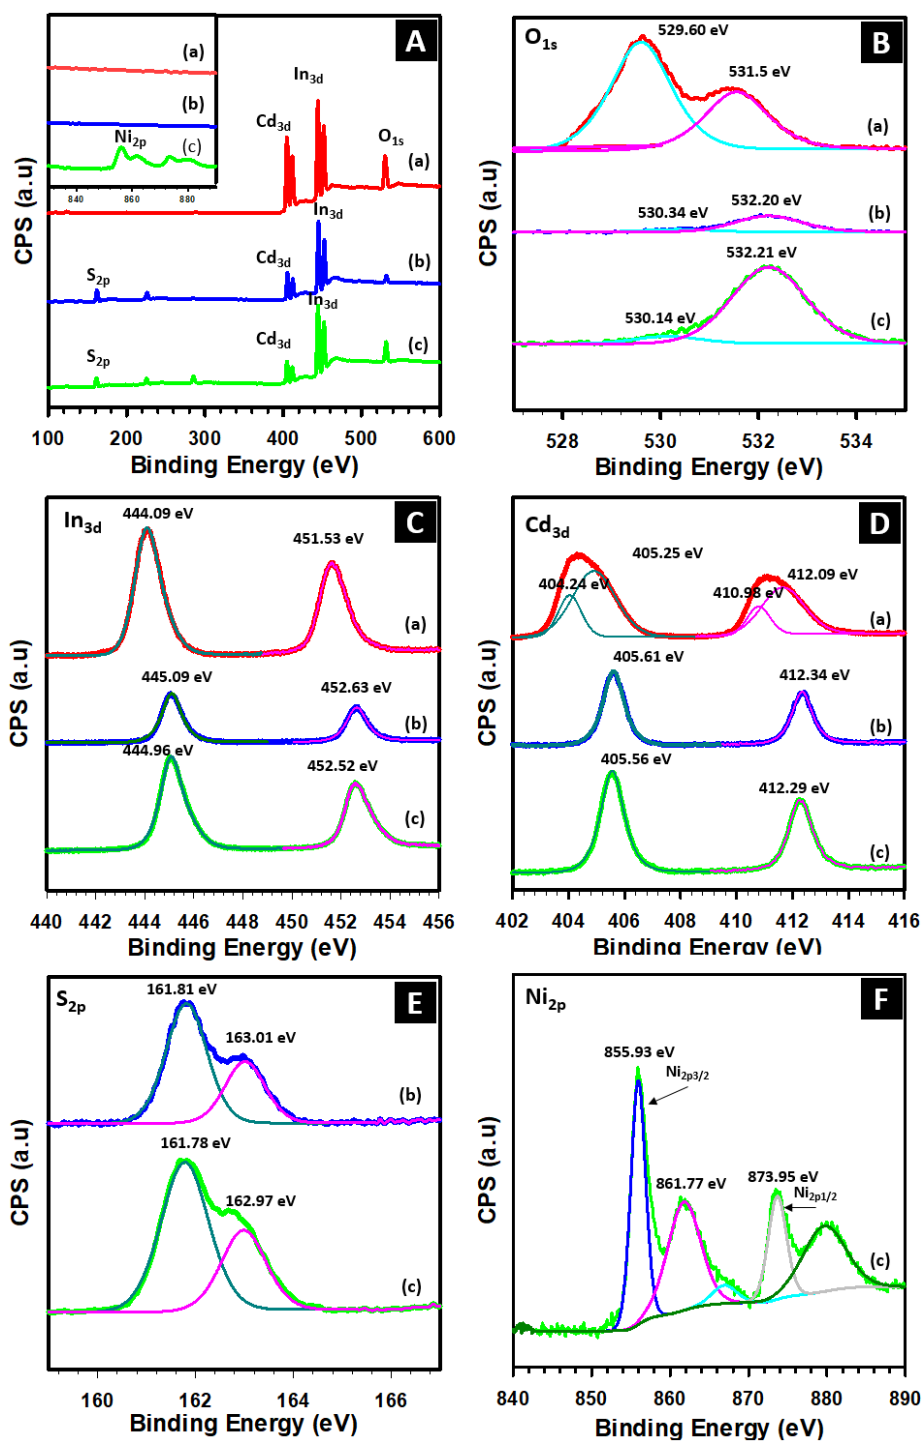 A
(a)
(b)
Ni2p
(c)
840 860 880
In3d
Cd3d
O1s
(a)
In3d
S2p
Cd3d
(b)
In3d
S2p
Cd3d
(c)
CPS (a.u)
100 200 300 400 500 600
Binding Energy (eV)
O1s
B
529.60 eV
531.5 eV
(a)
530.34 eV
532.20 eV
(b)
532.21 eV
530.14 eV
(c)
CPS (a.u)
528 530 532 534
Binding Energy (eV)
In3d
C
444.09 eV
451.53 eV
(a)
445.09 eV
452.63 eV
(b)
444.96 eV
452.52 eV
(c)
CPS (a.u)
440 442 444 446 448 450 452 454 456
Binding Energy (eV)
Cd3d
D
405.25 eV
404.24 eV
412.09 eV
410.98 eV
(a)
405.61 eV
412.34 eV
(b)
405.56 eV
412.29 eV
(c)
CPS (a.u)
402 404 406 408 410 412 414 416
Binding Energy (eV)
S2p
E
161.81 eV
163.01 eV
(b)
161.78 eV
162.97 eV
(c)
CPS (a.u)
160 162 164 166
Binding Energy (eV)
Ni2p
F
855.93 eV
Ni2p3/2
861.77 eV
873.95 eV
Ni2p1/2
(c)
CPS (a.u)
840 850 860 870 880 890
Binding Energy (eV)